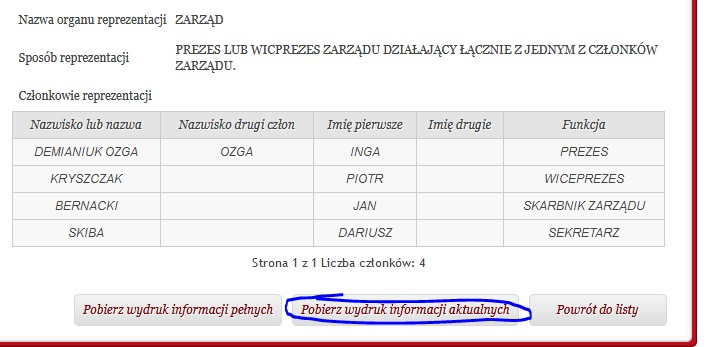 Nazwa organu reprezentacji ZARZĄD
Sposób reprezentacji PREZES LUB WICPREZES ZARZĄDU DZIAŁAJĄCY ŁĄCZNIE Z JEDNYM Z CZŁONKÓW
ZARZĄDU.
Członkowie reprezentacji
Nazwisko lub nazwa Nazwisko drugi człon Imię pierwsze Imię drugie Funkcja
DEMIANIUK OZGA OZGA INGA PREZES
KRYSZCZAK PIOTR WICEPREZES
BERNACKI JAN SKARBNIK ZARZĄDU
SKIBA DARIUSZ SEKRETARZ
Strona 1 z 1 Liczba członków: 4
Pobierz wydruk informacji pełnych Pobierz wydruk informacji aktualnych Powrót do listy